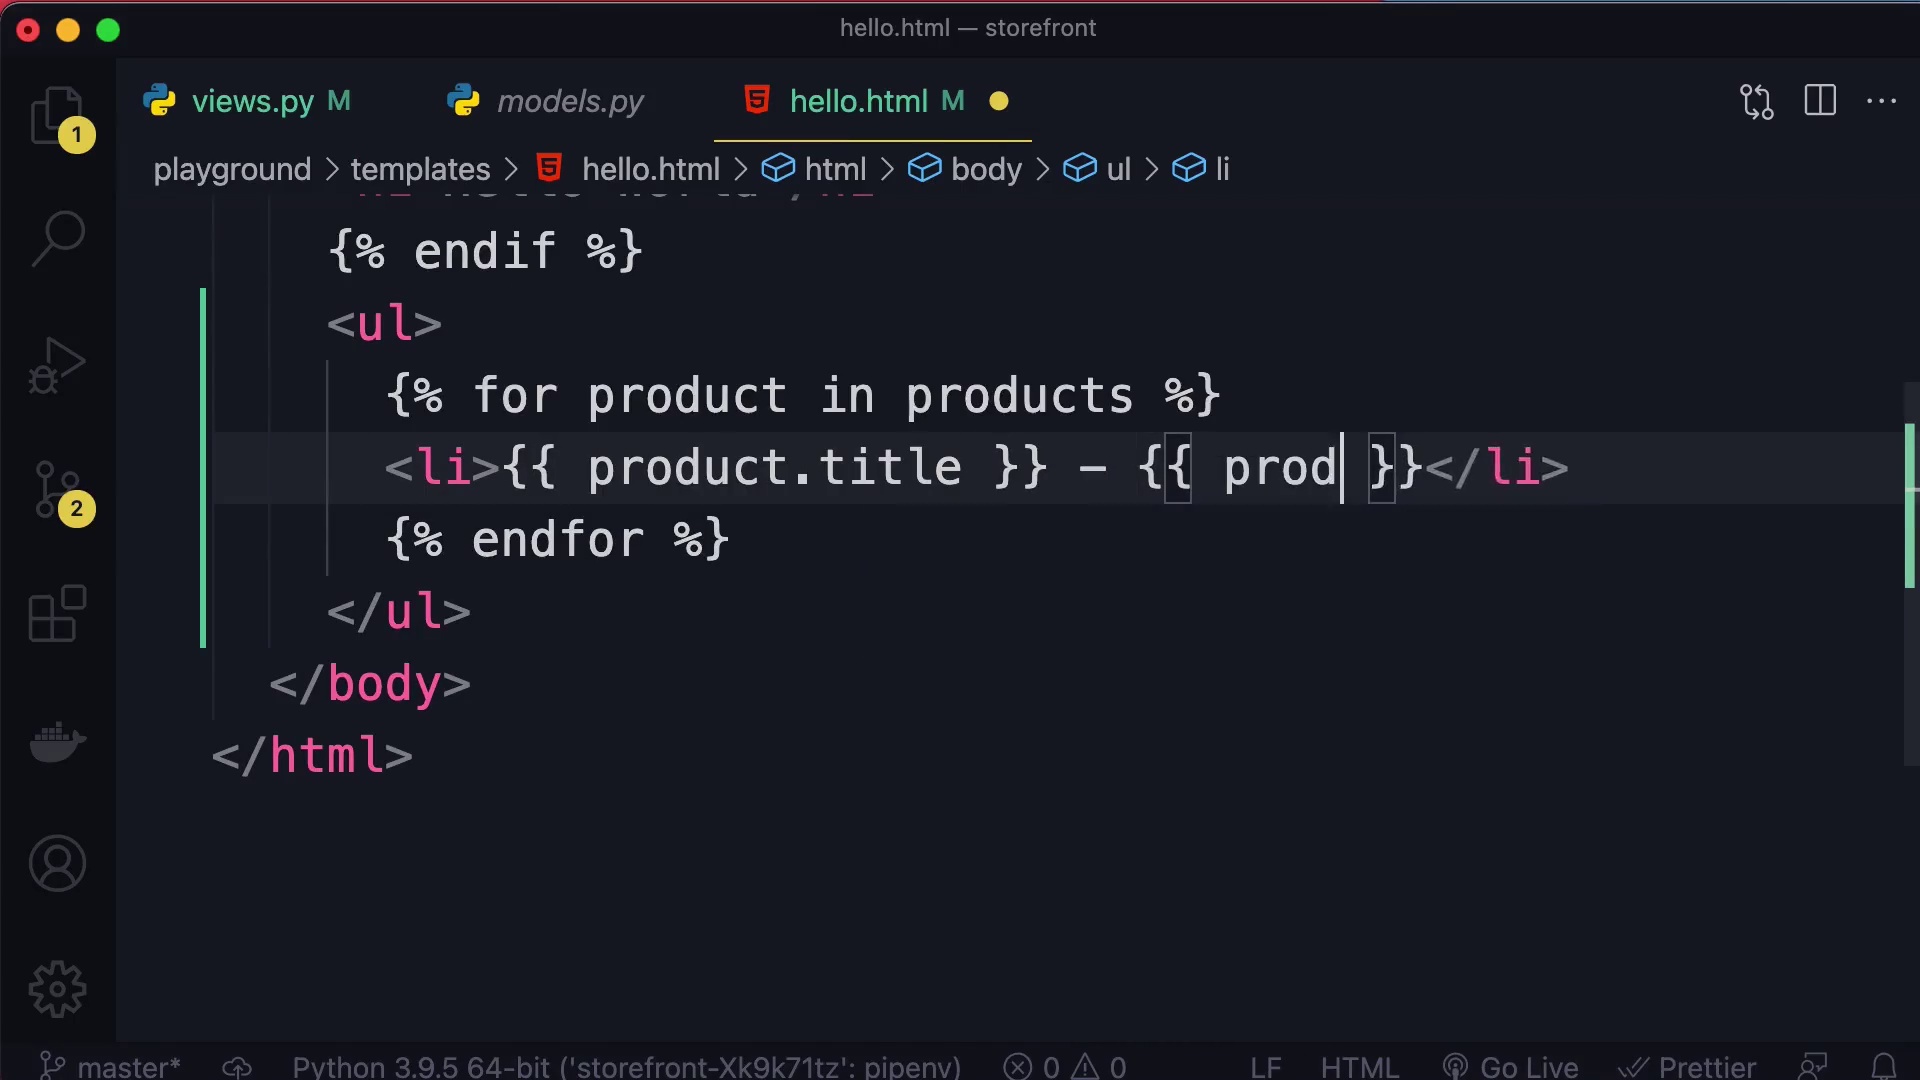 hello.html — storefront
views.py M
models.py
hello.html M
playground > templates > hello.html > html > body > ul > li
1
2
{% endif %}
<ul>
{% for product in products %}
<li>{{ product.title }} - {{ prod }}</li>
{% endfor %}
</ul>
</body>
</html>
master* Python 3.9.5 64-bit ('storefront-Xk9k71tz': pipenv) 0 0 LF HTML Go Live Prettier